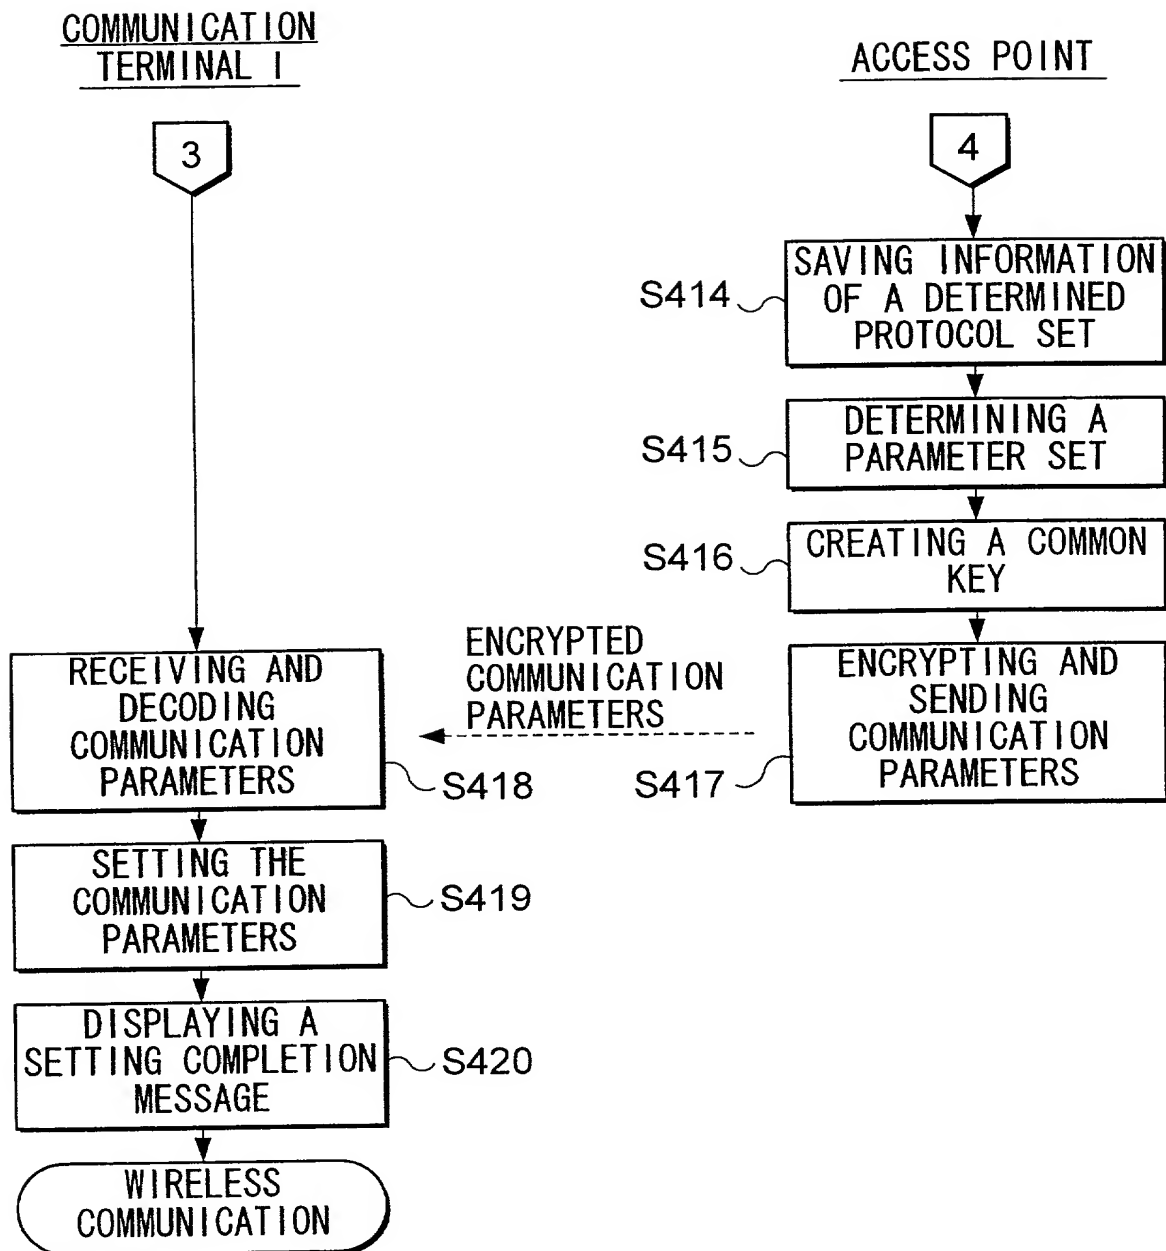 COMMUNICATION
TERMINAL 1
ACCESS POINT
3
4
SAVING INFORMATION
OF A DETERMINED
PROTOCOL SET
S414
DETERMINING A
PARAMETER SET
S415
CREATING A COMMON
KEY
S416
ENCRYPTING AND
SENDING
COMMUNICATION
PARAMETERS
S417
ENCRYPTED
COMMUNICATION
PARAMETERS
RECEIVING AND
DECODING
COMMUNICATION
PARAMETERS
S418
SETTING THE
COMMUNICATION
PARAMETERS
S419
DISPLAYING A
SETTING COMPLETION
MESSAGE
S420
WIRELESS
COMMUNICATION